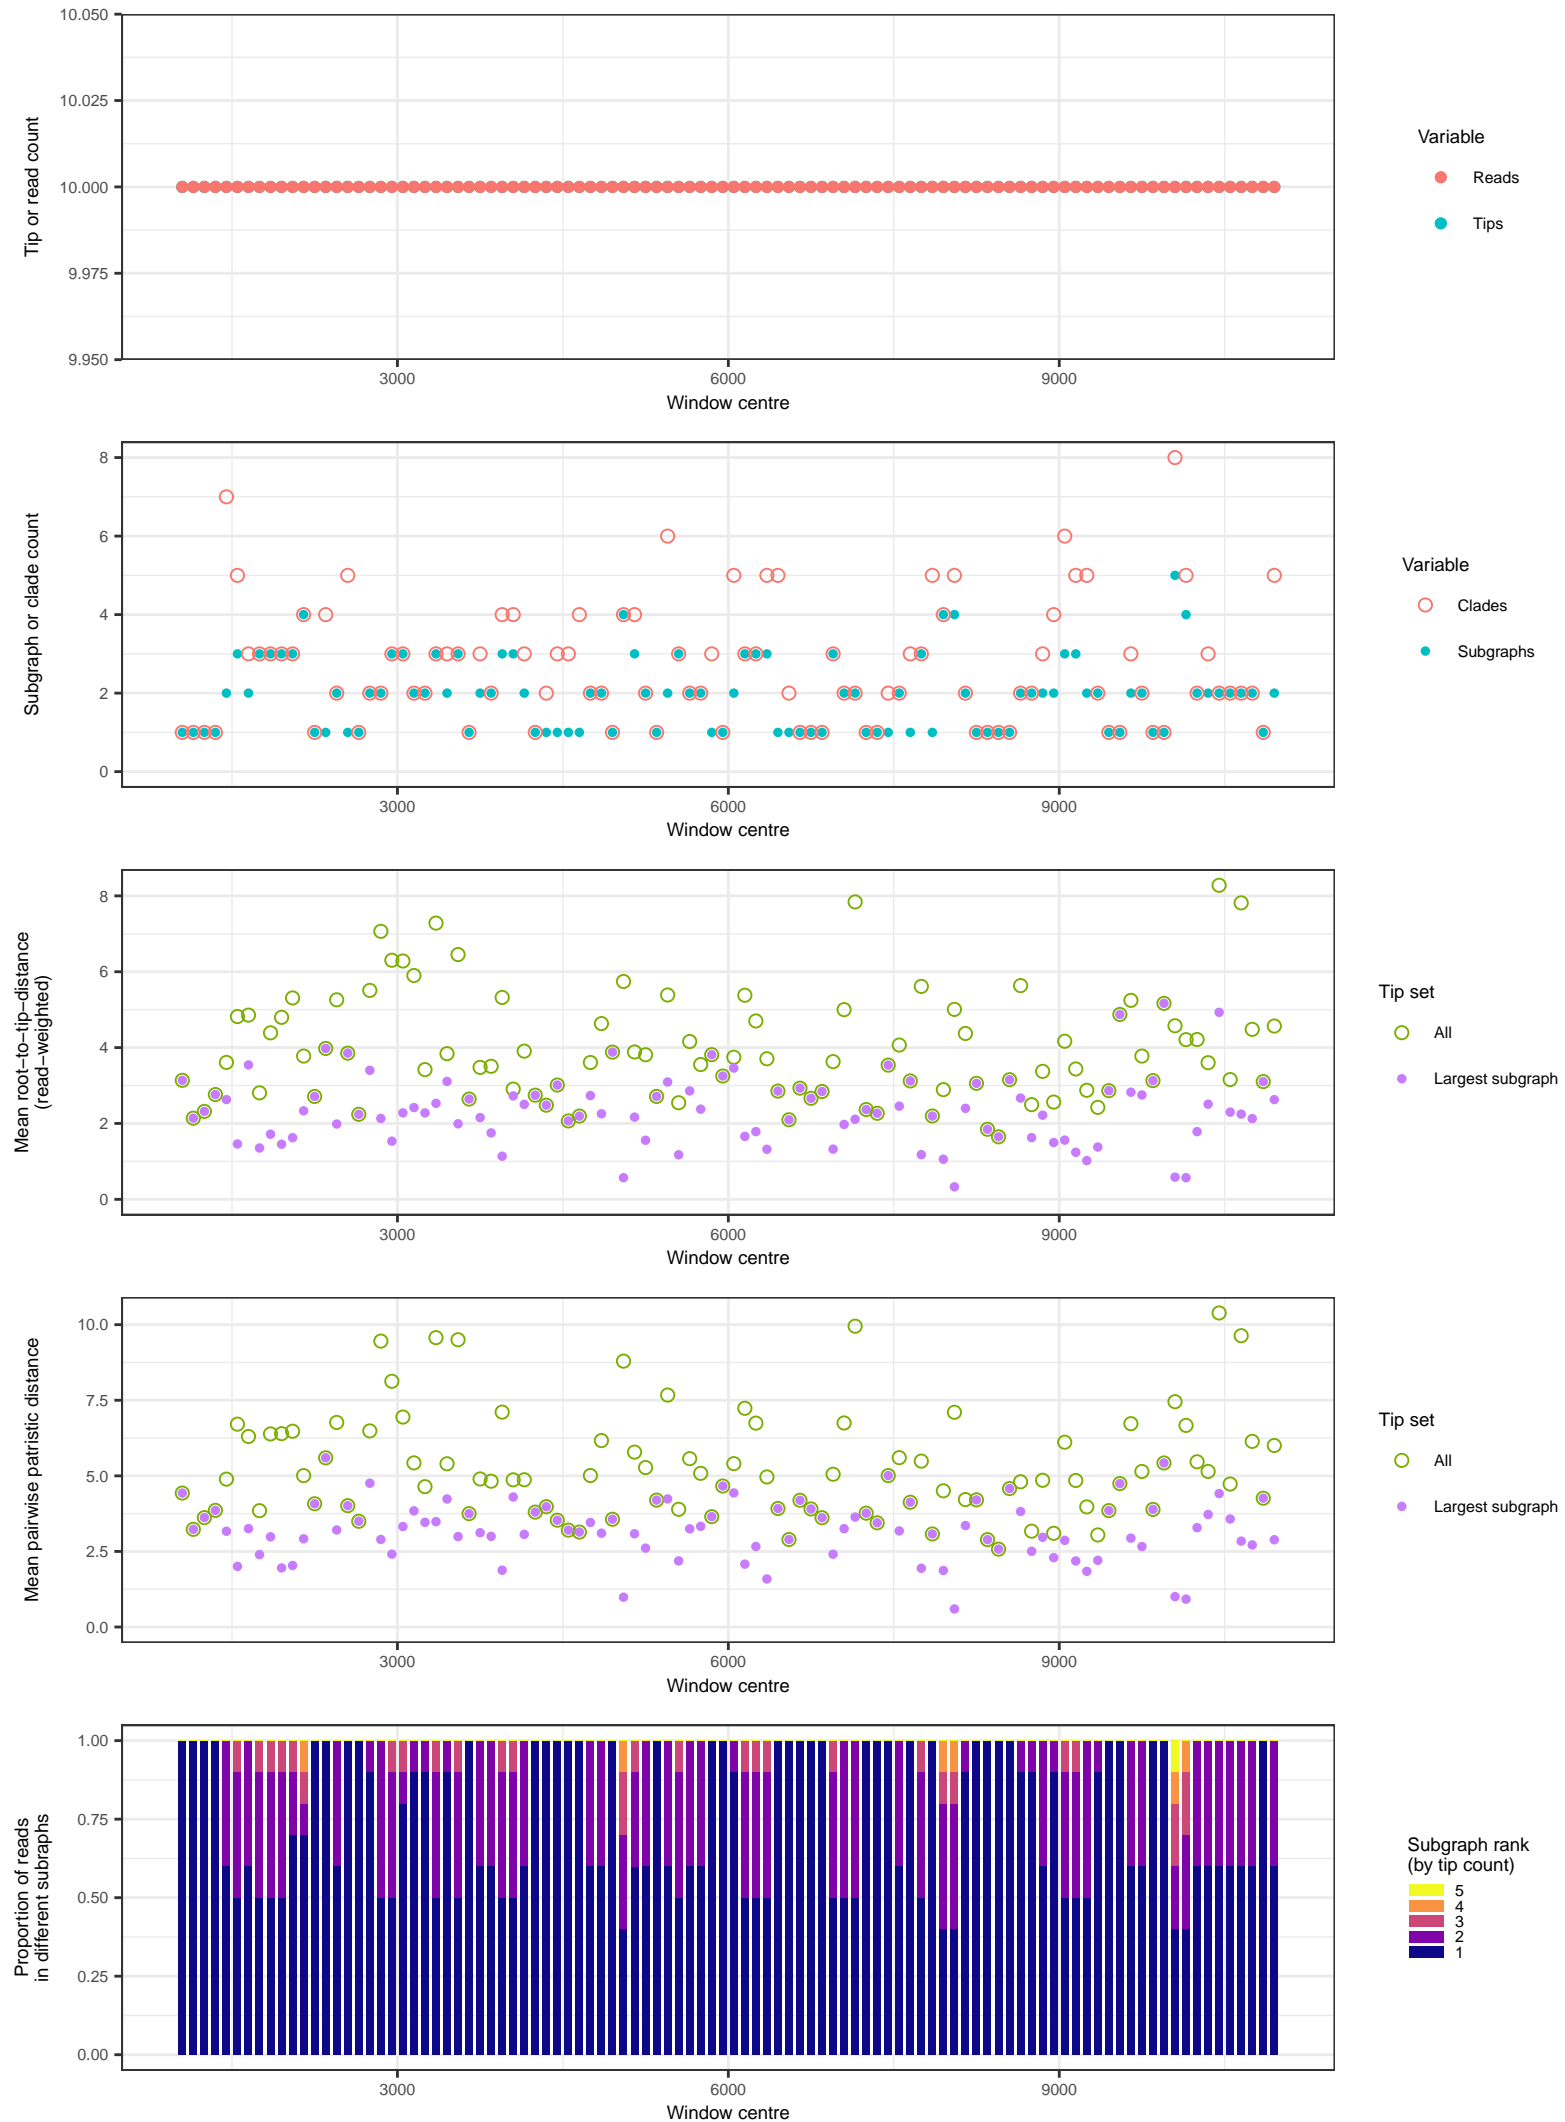 10.050
10.025
10.000
9.975
9.950
Tip or read count
3000
6000
9000
Window centre
Variable
Reads
Tips
8
6
4
2
0
Subgraph or clade count
3000
6000
9000
Window centre
Variable
Clades
Subgraphs
8
6
4
2
0
Mean root−to−tip−distance
(read−weighted)
3000
6000
9000
Window centre
Tip set
All
Largest subgraph
10.0
7.5
5.0
2.5
0.0
Mean pairwise patristic distance
3000
6000
9000
Window centre
Tip set
All
Largest subgraph
1.00
0.75
0.50
0.25
0.00
Proportion of reads
in different subraphs
3000
6000
9000
Window centre
Subgraph rank
(by tip count)
5
4
3
2
1